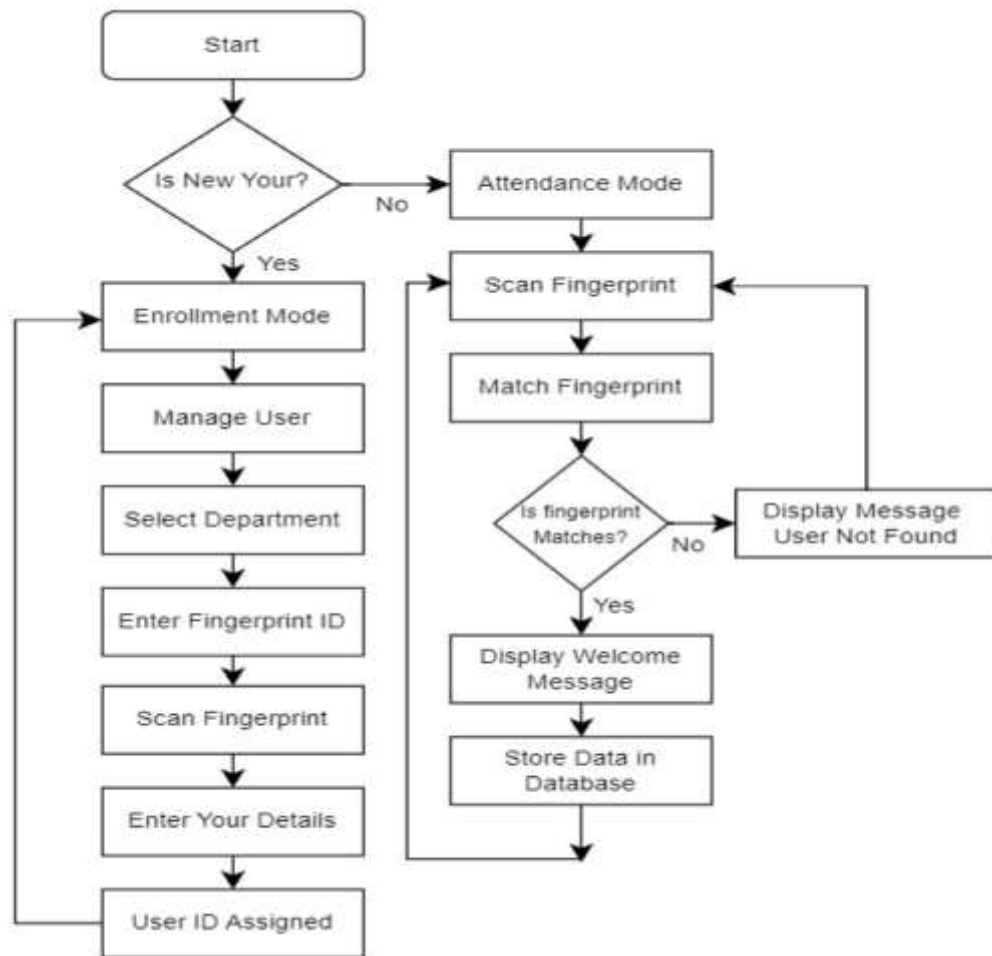 Start
Is New Your?
No
Yes
Enrollment Mode
Manage User
Select Department
Enter Fingerprint ID
Scan Fingerprint
Enter Your Details
User ID Assigned
Attendance Mode
Scan Fingerprint
Match Fingerprint
Is fingerprint
Matches?
No
Display Message
User Not Found
Yes
Display Welcome
Message
Store Data in
Database